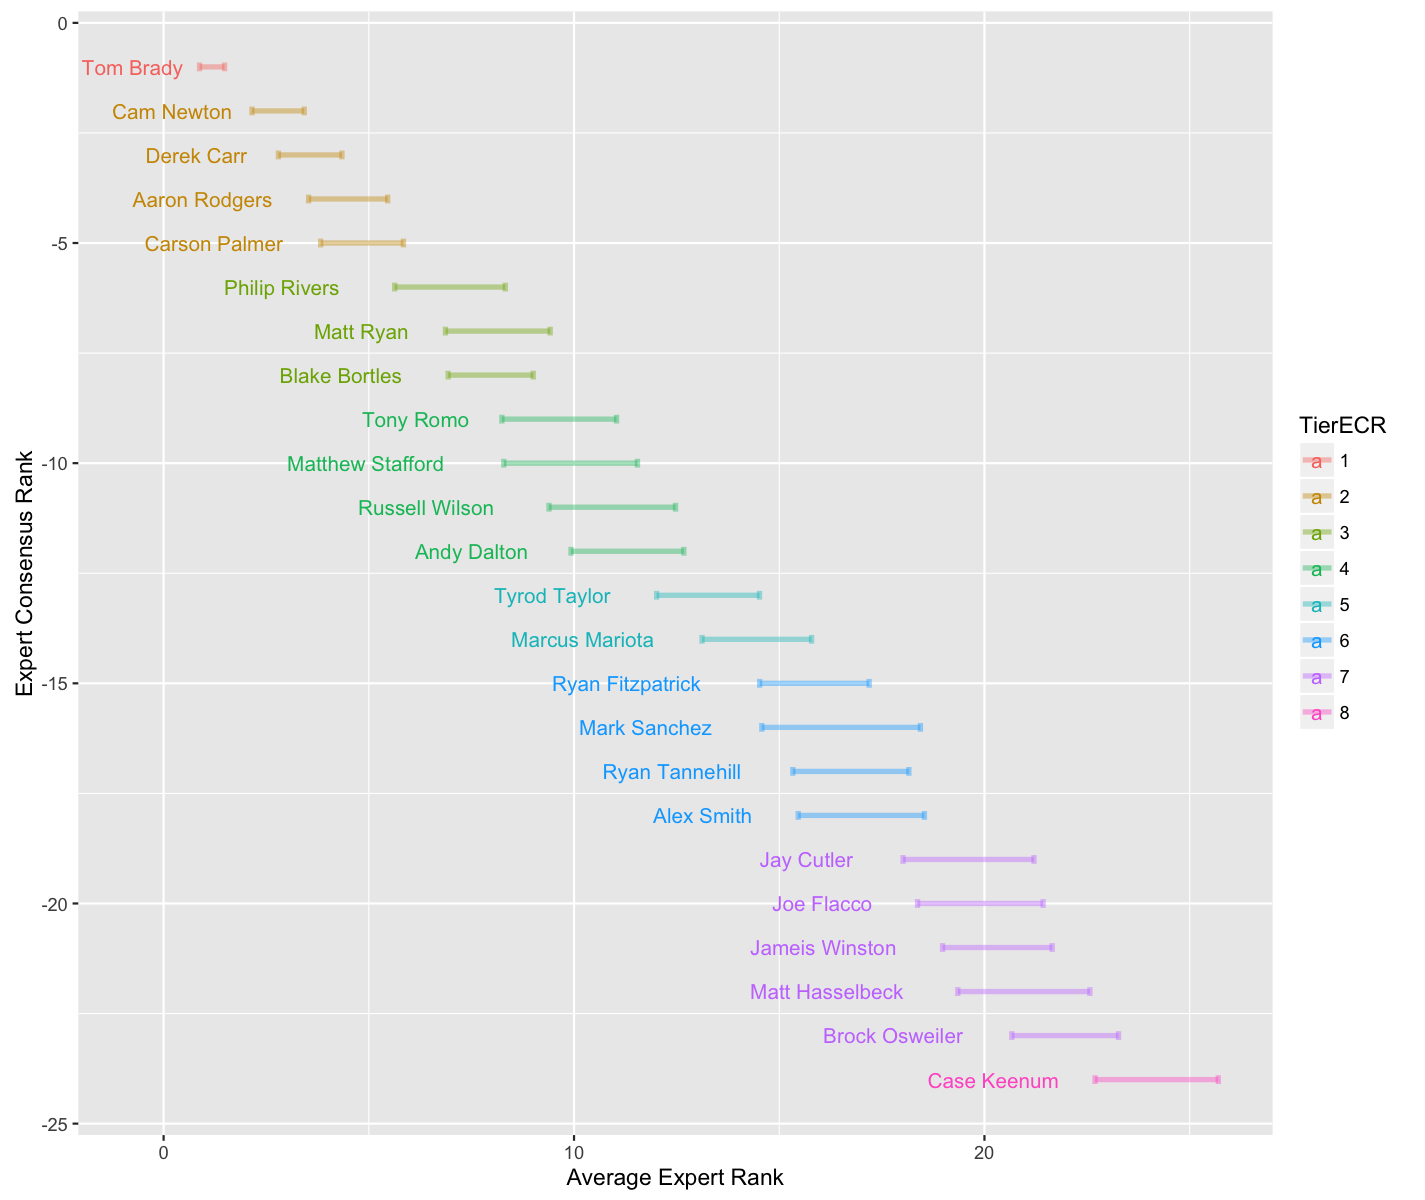 0
Tom Brady
Cam Newton
Derek Carr
Aaron Rodgers
-5
Carson Palmer
Philip Rivers
Matt Ryan
Blake Bortles
Tony Romo
-10
Matthew Stafford
Russell Wilson
Andy Dalton
Tyrod Taylor
Marcus Mariota
-15
Ryan Fitzpatrick
Mark Sanchez
Ryan Tannehill
Alex Smith
Jay Cutler
-20
Joe Flacco
Jameis Winston
Matt Hasselbeck
Brock Osweiler
Case Keenum
-25
0
10
20
Average Expert Rank
Expert Consensus Rank
TierECR
a 1
a 2
a 3
a 4
a 5
a 6
a 7
a 8